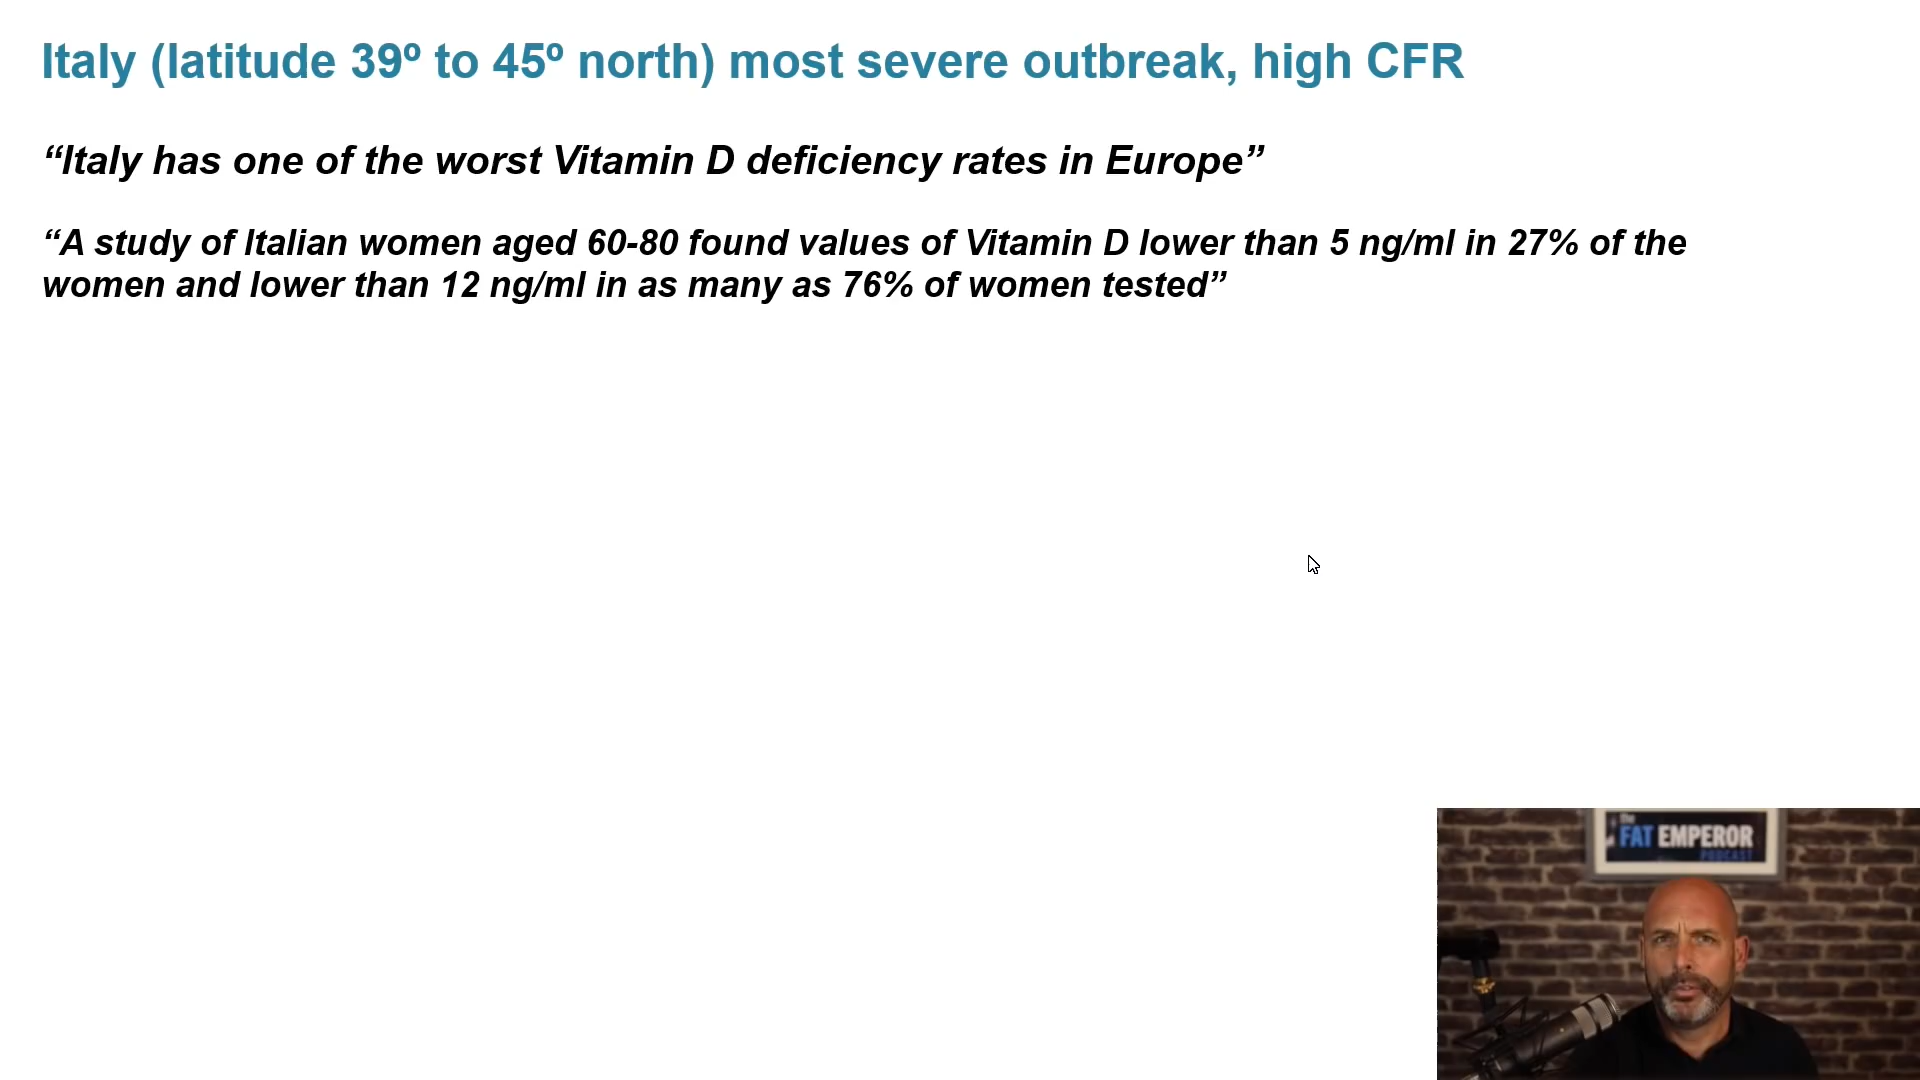 Italy (latitude 39º to 45º north) most severe outbreak, high CFR
“Italy has one of the worst Vitamin D deficiency rates in Europe”
“A study of Italian women aged 60-80 found values of Vitamin D lower than 5 ng/ml in 27% of the
women and lower than 12 ng/ml in as many as 76% of women tested”
the
FAT EMPEROR
PODCAST